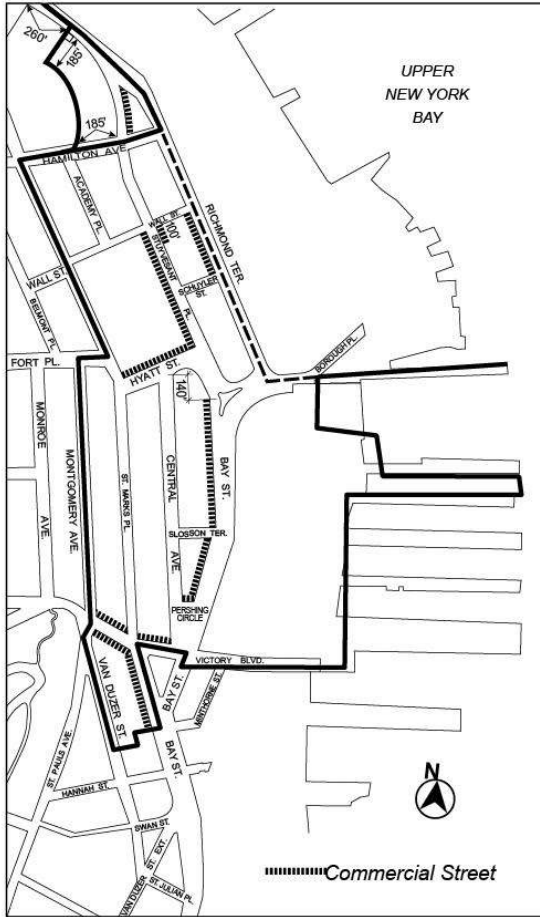 260'
185'
UPPER
NEW YORK
BAY
185'
HAMILTON AVE.
ACADEMY PL.
WALL ST.
100'
STUYVESANT
PL.
RICHMOND TER.
SCHUYLER
ST.
WALL ST.
BELMONT PL.
FORT PL.
HYATT ST.
BOROUGH PL.
140'
MONROE
AVE.
MONTGOMERY AVE.
ST. MARKS PL.
CENTRAL
AVE.
BAY ST.
SLOSSON TER.
PERSHING
CIRCLE
VICTORY BLVD.
VAN DUZER ST.
BAY ST.
MINTHORNE ST.
ST. PAULS AVE.
BAY ST.
HANNAH ST.
SWAN ST.
VAN DUZER
ST. EXT.
ST. JULIAN PL.
N
Commercial Street